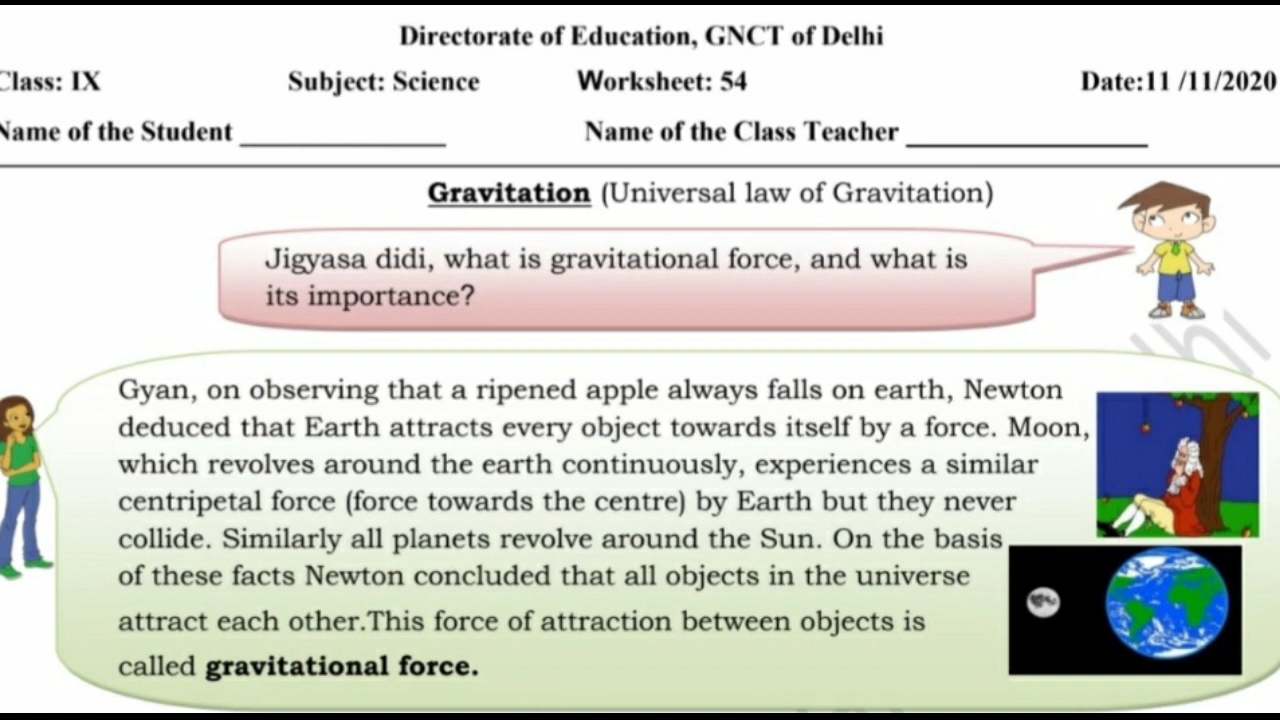 Directorate of Education, GNCT of Delhi
Class: IX Subject: Science Worksheet: 54 Date:11 /11/2020
Name of the Student ____________ Name of the Class Teacher ____________
Gravitation (Universal law of Gravitation)
Jigyasa didi, what is gravitational force, and what is
its importance?
Gyan, on observing that a ripened apple always falls on earth, Newton
deduced that Earth attracts every object towards itself by a force. Moon,
which revolves around the earth continuously, experiences a similar
centripetal force (force towards the centre) by Earth but they never
collide. Similarly all planets revolve around the Sun. On the basis
of these facts Newton concluded that all objects in the universe
attract each other.This force of attraction between objects is
called gravitational force.